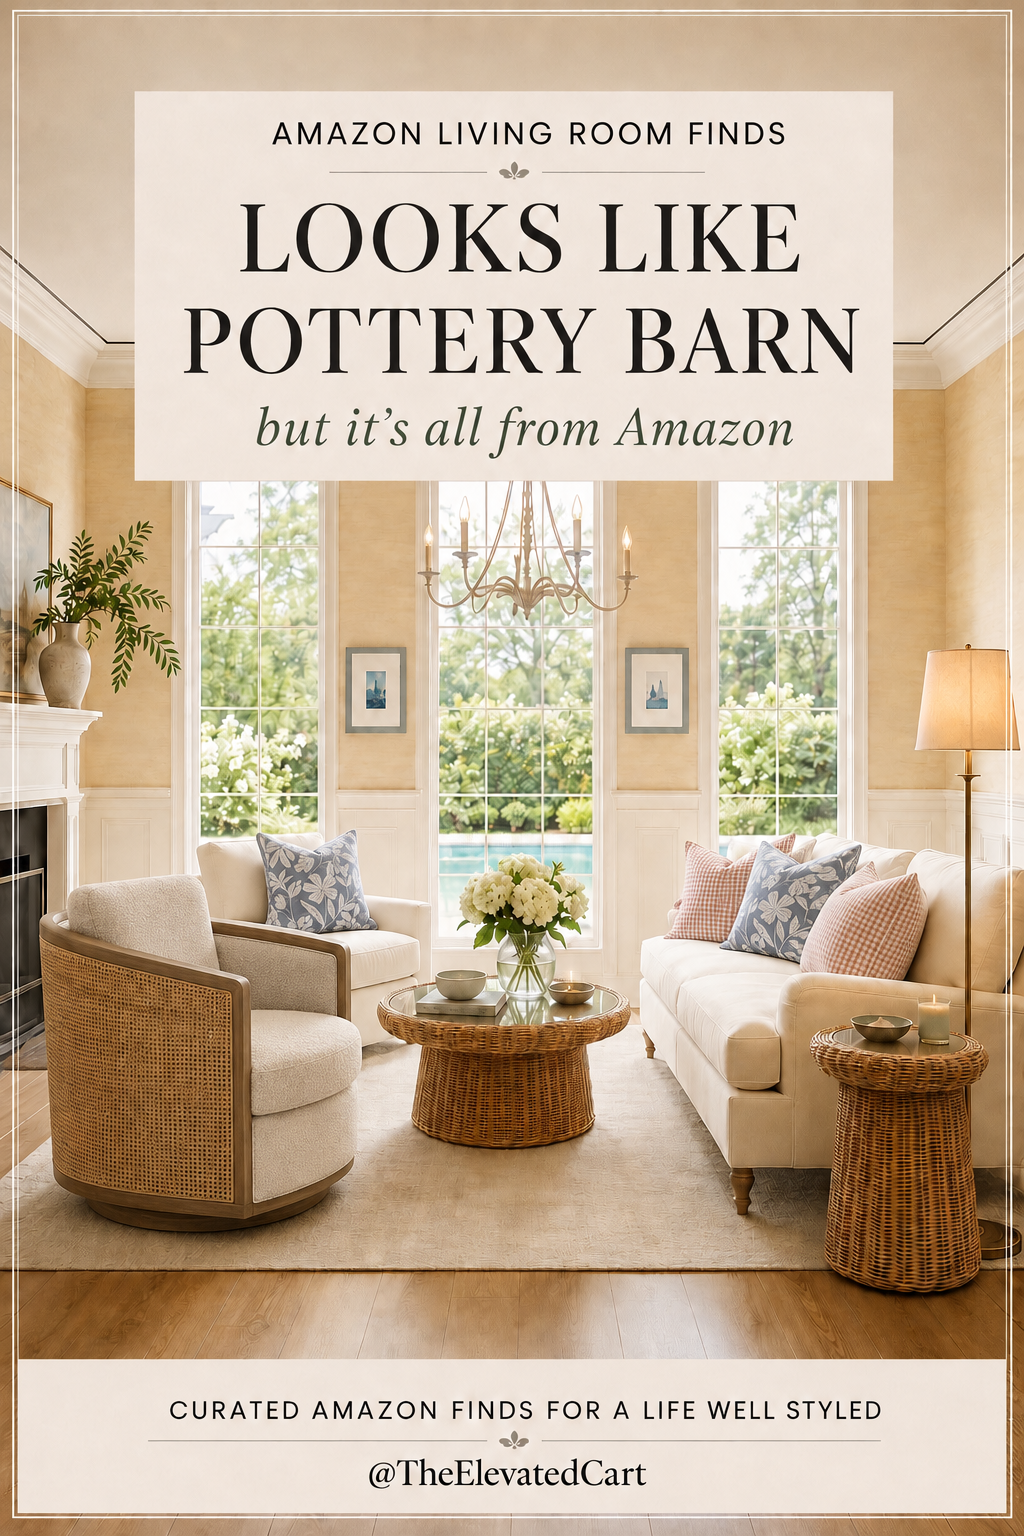 AMAZON LIVING ROOM FINDS
LOOKS LIKE
POTTERY BARN
but it's all from Amazon
CURATED AMAZON FINDS FOR A LIFE WELL STYLED
@TheElevatedCart